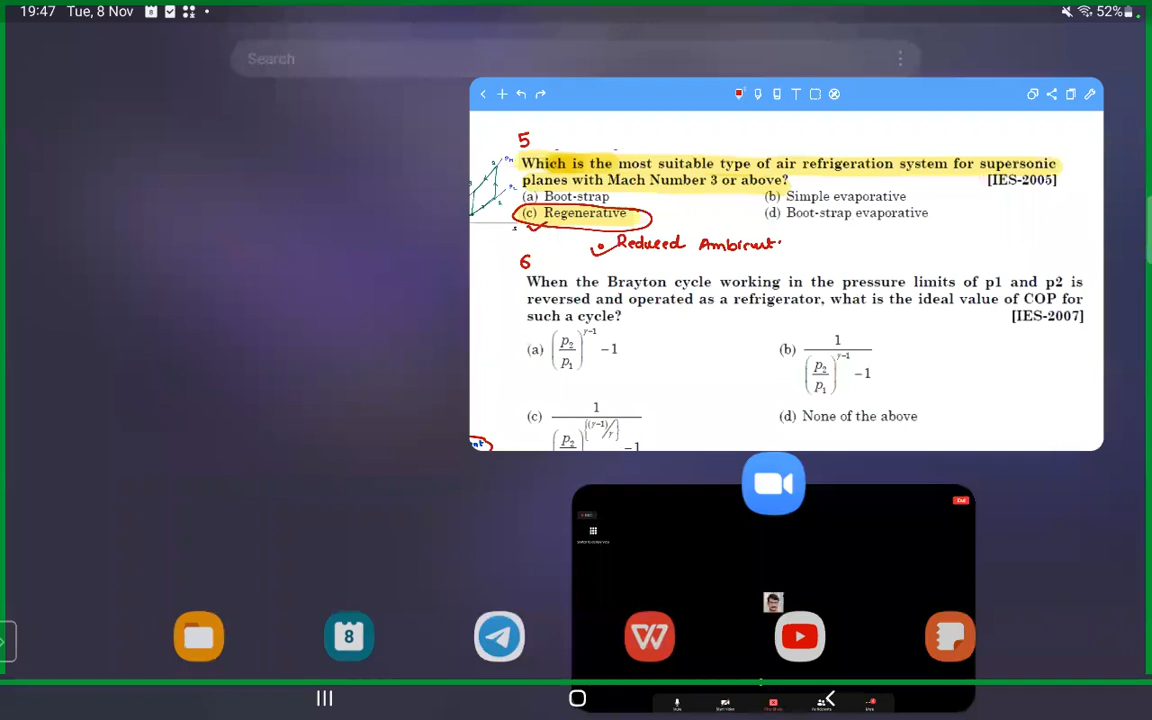 19:47 Tue, 8 Nov
52%
Search
5
Which is the most suitable type of air refrigeration system for supersonic
planes with Mach Number 3 or above? [IES-2005]
(a) Boot-strap (b) Simple evaporative
(c) Regenerative (d) Boot-strap evaporative
Reduced Ambient
6
When the Brayton cycle working in the pressure limits of p1 and p2 is
reversed and operated as a refrigerator, what is the ideal value of COP for
such a cycle? [IES-2007]
(a) (p₂/p₁)^(γ−1) −1 (b) 1/((p₂/p₁)^(γ−1) −1)
(c) 1/((p₂ )^{(γ−1)/γ} −1 (d) None of the above
8